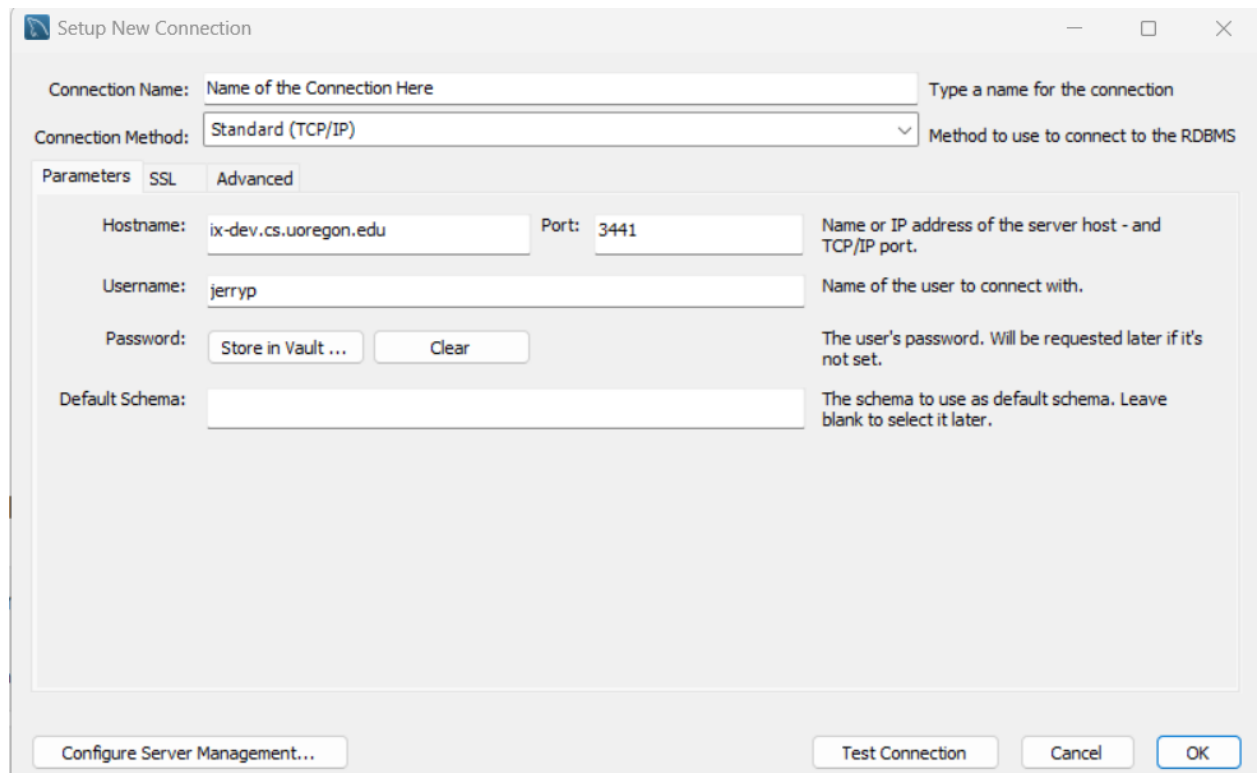 Setup New Connection
Connection Name: Name of the Connection Here Type a name for the connection
Connection Method: Standard (TCP/IP) Method to use to connect to the RDBMS
Parameters SSL Advanced
Hostname: ix-dev.cs.uoregon.edu Port: 3441 Name or IP address of the server host - and
TCP/IP port.
Username: jerryp Name of the user to connect with.
Password: Store in Vault ... Clear The user's password. Will be requested later if it's
not set.
Default Schema: The schema to use as default schema. Leave
blank to select it later.
Configure Server Management... Test Connection Cancel OK